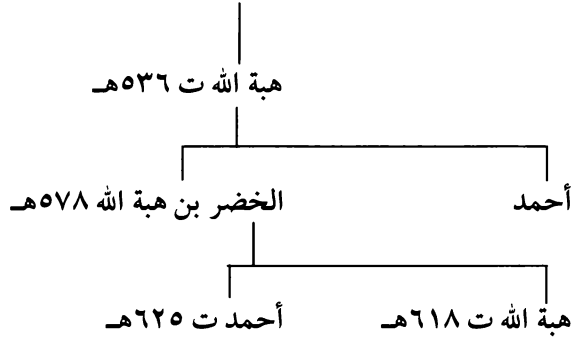 هبة الله ت ٥٣٦هـ
أحمد الخضر بن هبة الله ٥٧٨هـ
هبة الله ت ٦١٨هـ أحمد ت ٦٢٥هـ